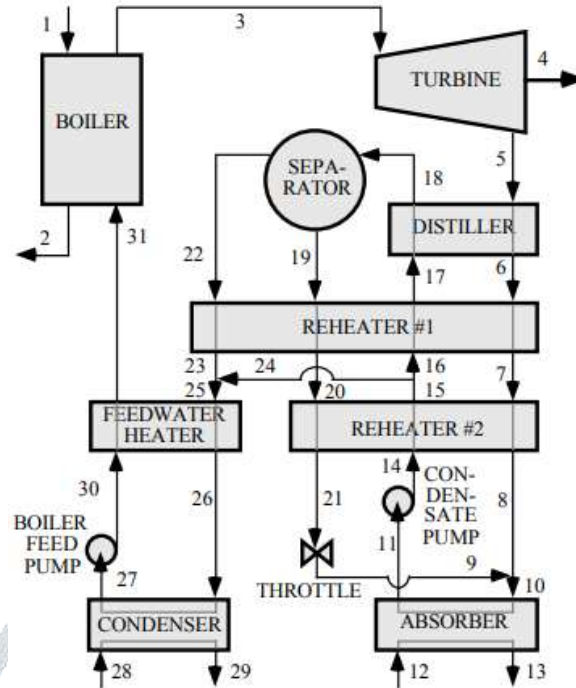 1
3
4
TURBINE
BOILER
5
SEPA-
RATOR
18
DISTILLER
2
31
22
19
17
6
REHEATER #1
23
24
16
7
25
20
15
FEEDWATER
HEATER
REHEATER #2
14
CON-
DEN-
SATE
PUMP
30
26
21
8
BOILER
FEED
PUMP
11
9
27
THROTTLE
10
CONDENSER
ABSORBER
28
29
12
13